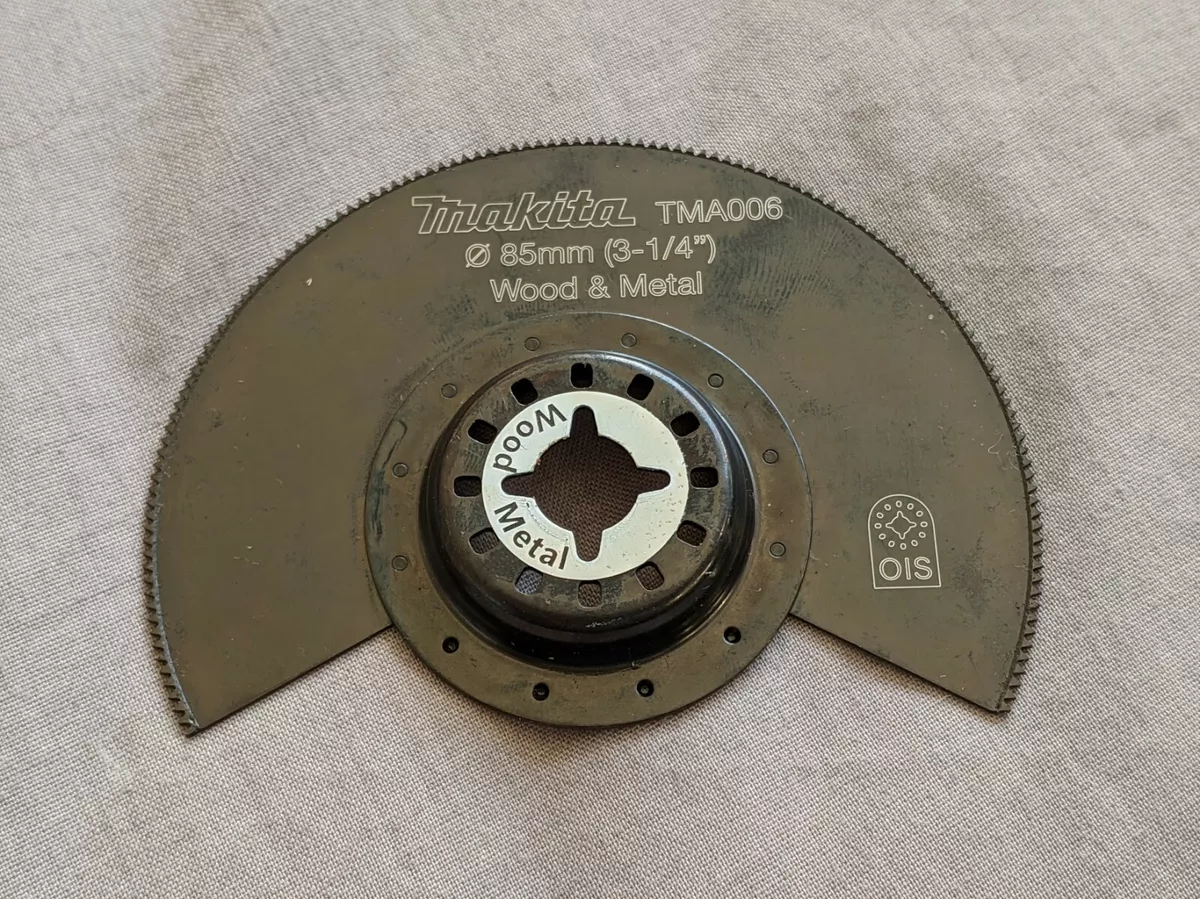 makita TMA006
Ø 85mm (3-1/4")
Wood & Metal
Wood
Metal
OIS